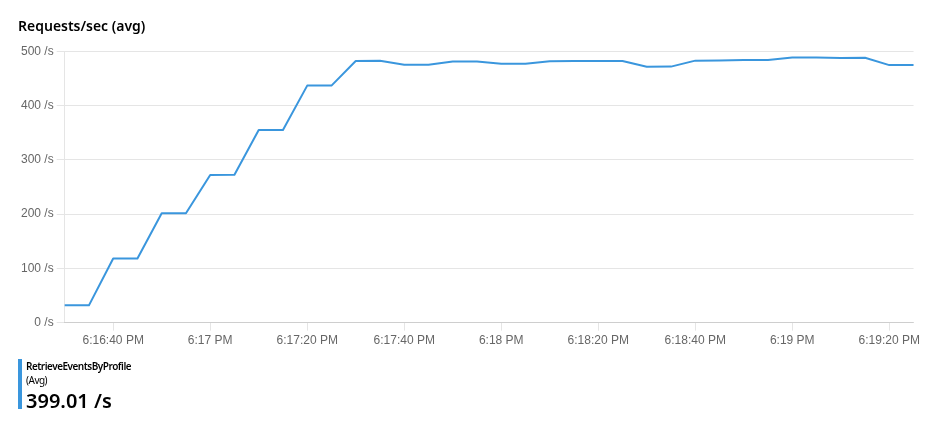 Requests/sec (avg)
500 /s
400 /s
300 /s
200 /s
100 /s
0 /s
6:16:40 PM 6:17 PM 6:17:20 PM 6:17:40 PM 6:18 PM 6:18:20 PM 6:18:40 PM 6:19 PM 6:19:20 PM
RetrieveEventsByProfile
(Avg)
399.01 /s